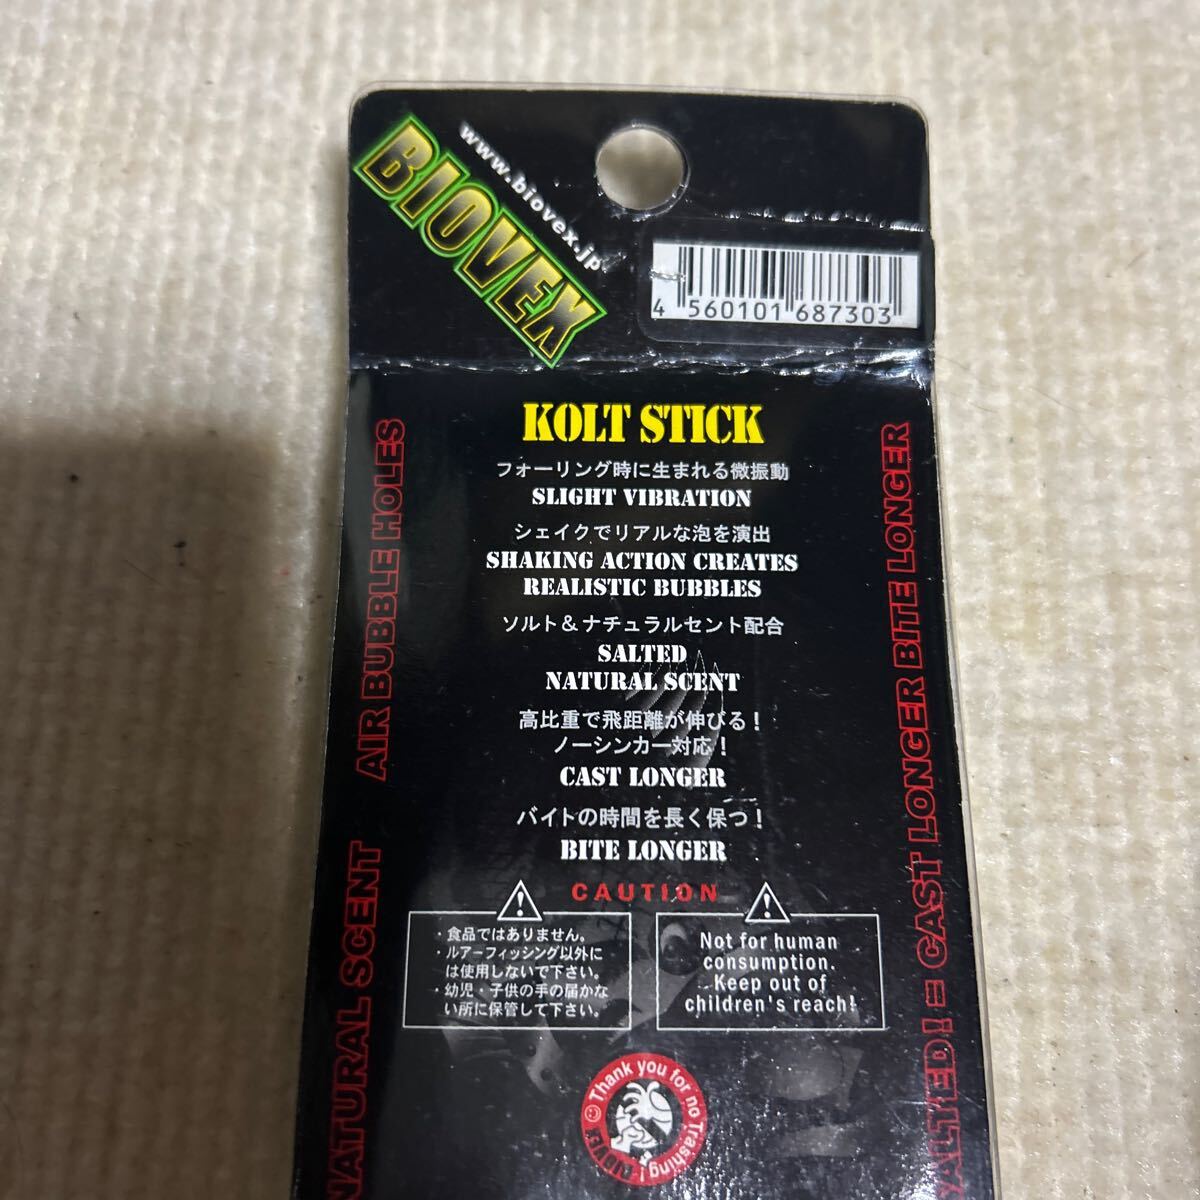 www.biovex.jp
BIOVEX
4 560101 687303
KOLT STICK
フォーリング時に生まれる微振動
SLIGHT VIBRATION
シェイクでリアルな泡を演出
SHAKING ACTION CREATES
REALISTIC BUBBLES
ソルト＆ナチュラルセント配合
SALTED
NATURAL SCENT
高比重で飛距離が伸びる！
ノーシンカー対応！
CAST LONGER
バイトの時間を長く保つ！
BITE LONGER
CAUTION
・食品ではありません。
・ルアーフィッシング以外に
は使用しないで下さい。
・幼児・子供の手の届かな
い所に保管して下さい。
Not for human
consumption.
Keep out of
children's reach!
Thank you for no Trashing!
BIOVEX
NATURAL SCENT AIR BUBBLE HOLES
SALTED! = CAST LONGER BITE LONGER